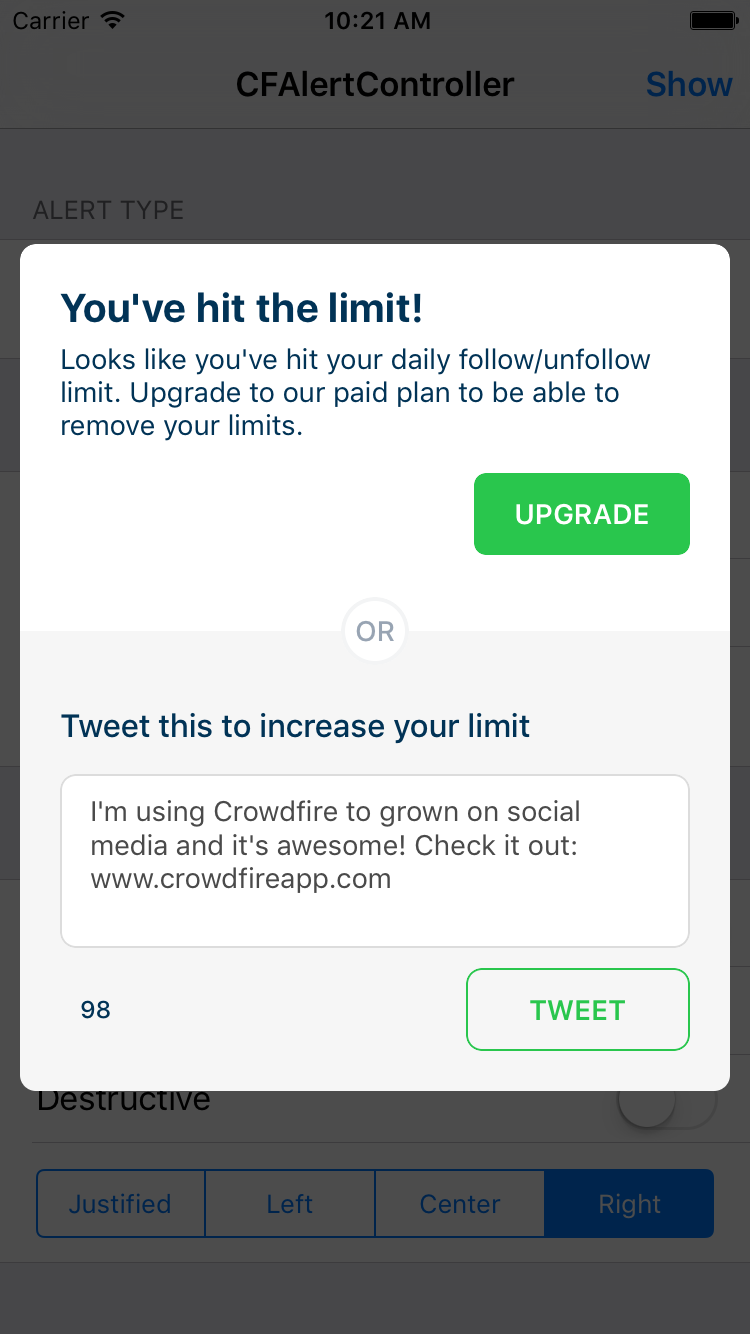 Carrier 10:21 AM
CFAlertController Show
ALERT TYPE
You've hit the limit!
Looks like you've hit your daily follow/unfollow
limit. Upgrade to our paid plan to be able to
remove your limits.
UPGRADE
OR
Tweet this to increase your limit
I'm using Crowdfire to grown on social
media and it's awesome! Check it out:
www.crowdfireapp.com
98 TWEET
Destructive
Justified Left Center Right